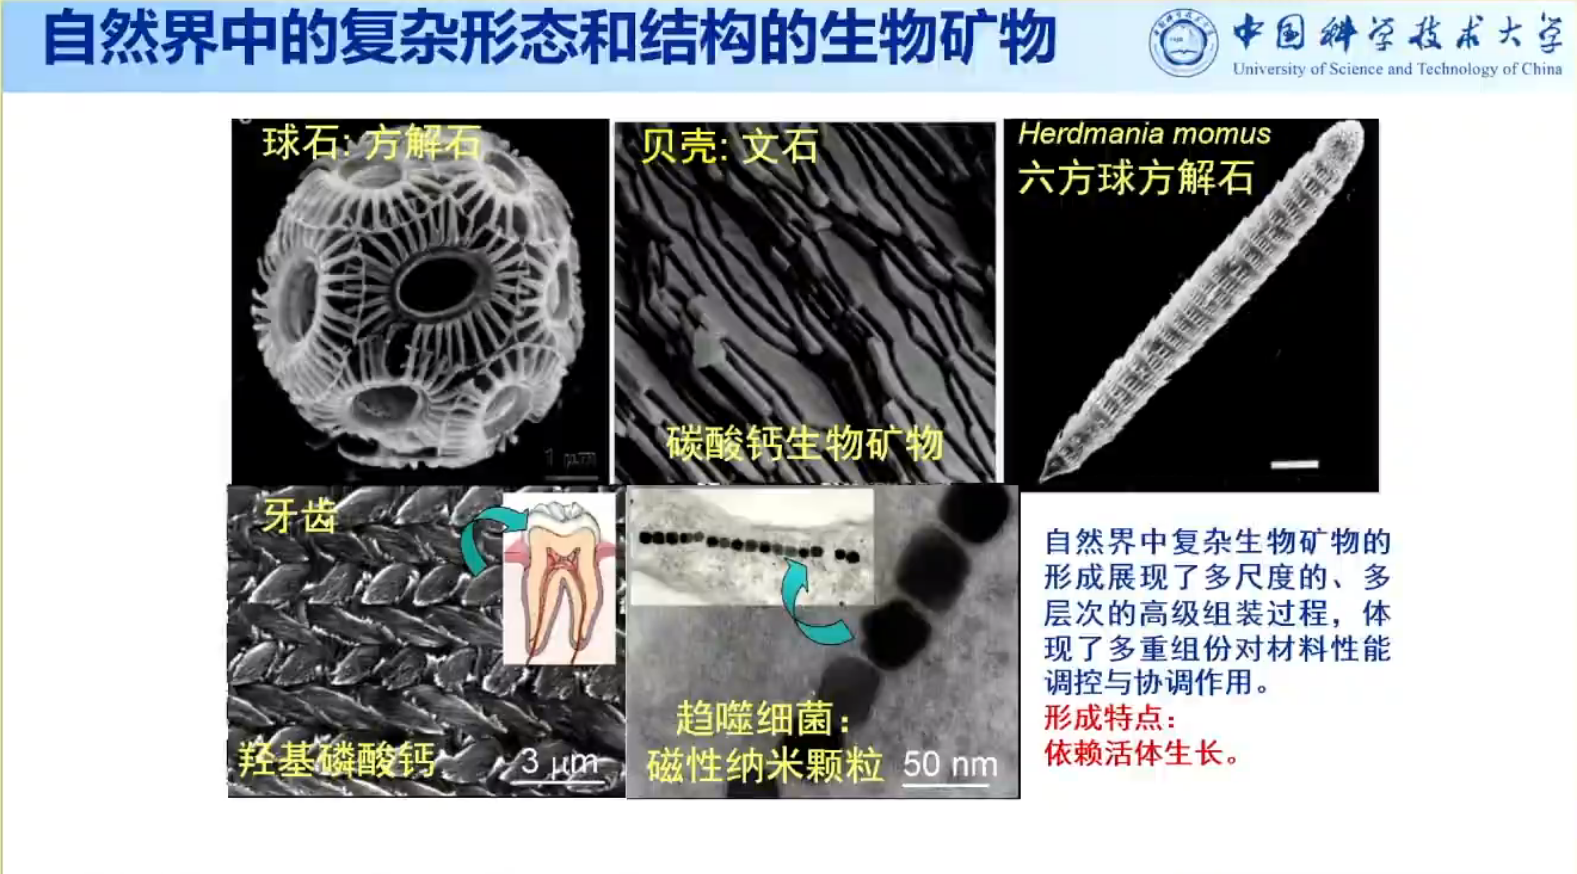 自然界中的复杂形态和结构的生物矿物
中国科学技术大学
University of Science and Technology of China
球石: 方解石
1 μm
贝壳: 文石
碳酸钙生物矿物
Herdmania momus
六方球方解石
牙齿
羟基磷酸钙
3 μm
趋噬细菌：
磁性纳米颗粒
50 nm
自然界中复杂生物矿物的
形成展现了多尺度的、多
层次的高级组装过程，体
现了多重组份对材料性能
调控与协调作用。
形成特点：
依赖活体生长。